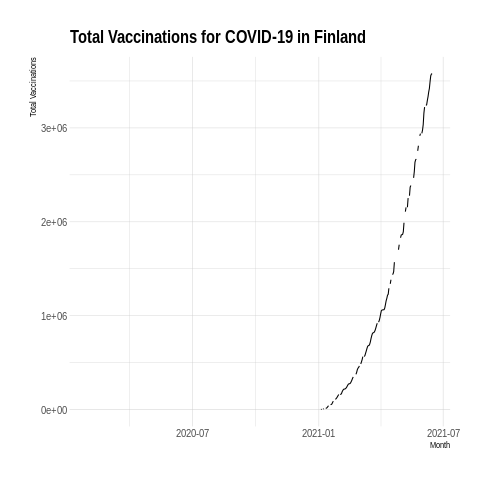 Total Vaccinations for COVID-19 in Finland
Total Vaccinations
3e+06
2e+06
1e+06
0e+00
2020-07
2021-01
2021-07
Month